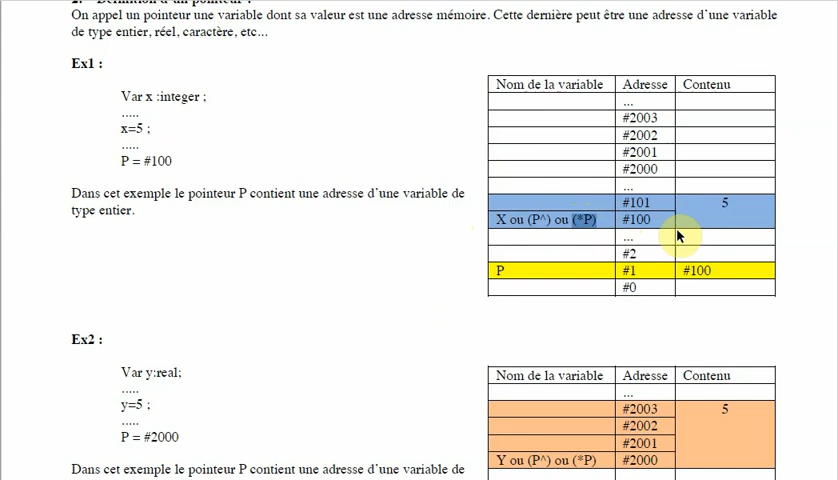 2. Définition d'un pointeur :
On appel un pointeur une variable dont sa valeur est une adresse mémoire. Cette dernière peut être une adresse d'une variable
de type entier, réel, caractère, etc...
Ex1 :
Var x :integer ;
.....
x=5 ;
.....
P = #100
Dans cet exemple le pointeur P contient une adresse d'une variable de
type entier.
Nom de la variable Adresse Contenu
...
#2003
#2002
#2001
#2000
...
#101 5
X ou (P^) ou (*P) #100
...
#2
P #1 #100
#0
Ex2 :
Var y:real;
.....
y=5 ;
.....
P = #2000
Dans cet exemple le pointeur P contient une adresse d'une variable de
Nom de la variable Adresse Contenu
...
#2003 5
#2002
#2001
Y ou (P^) ou (*P) #2000